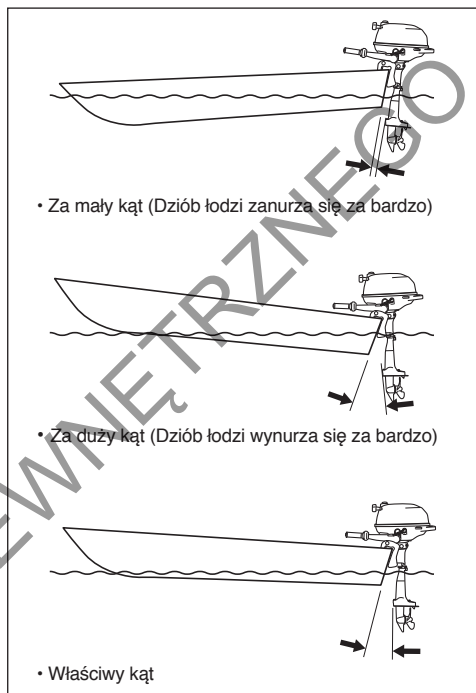 • Za mały kąt (Dziób łodzi zanurza się za bardzo)
• Za duży kąt (Dziób łodzi wynurza się za bardzo)
• Właściwy kąt
EWNĘTRZNEGO